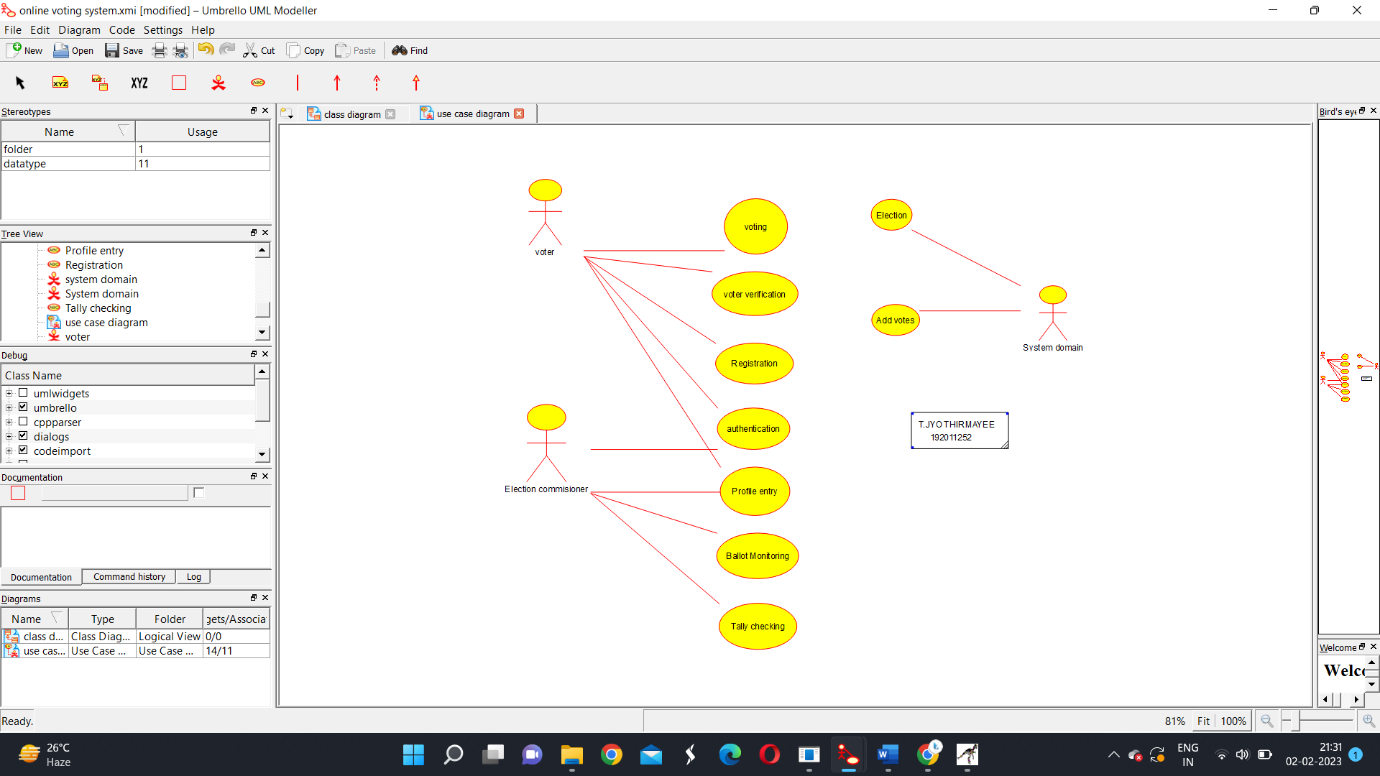 online voting system.xmi [modified] – Umbrello UML Modeller
File Edit Diagram Code Settings Help
New Open Save Cut Copy Paste Find
XYZ
Stereotypes
Name Usage
folder 1
datatype 11
Tree View
Profile entry
Registration
system domain
System domain
Tally checking
use case diagram
voter
Debug
Class Name
umlwidgets
umbrello
cppparser
dialogs
codeimport
Documentation
Documentation Command history Log
Diagrams
Name Type Folder gets/Associat
class d... Class Diag... Logical View 0/0
use cas... Use Case ... Use Case ... 14/11
class diagram use case diagram
voter
voting
voter verification
Registration
authentication
Election commisioner
Profile entry
Ballot Monitoring
Tally checking
Election
Add votes
System domain
T.JYOTHIRMAYEE
192011252
Bird's eye
Welcome
Welco
Ready.
81% Fit 100%
26°C
Haze
ENG
IN
21:31
02-02-2023
1